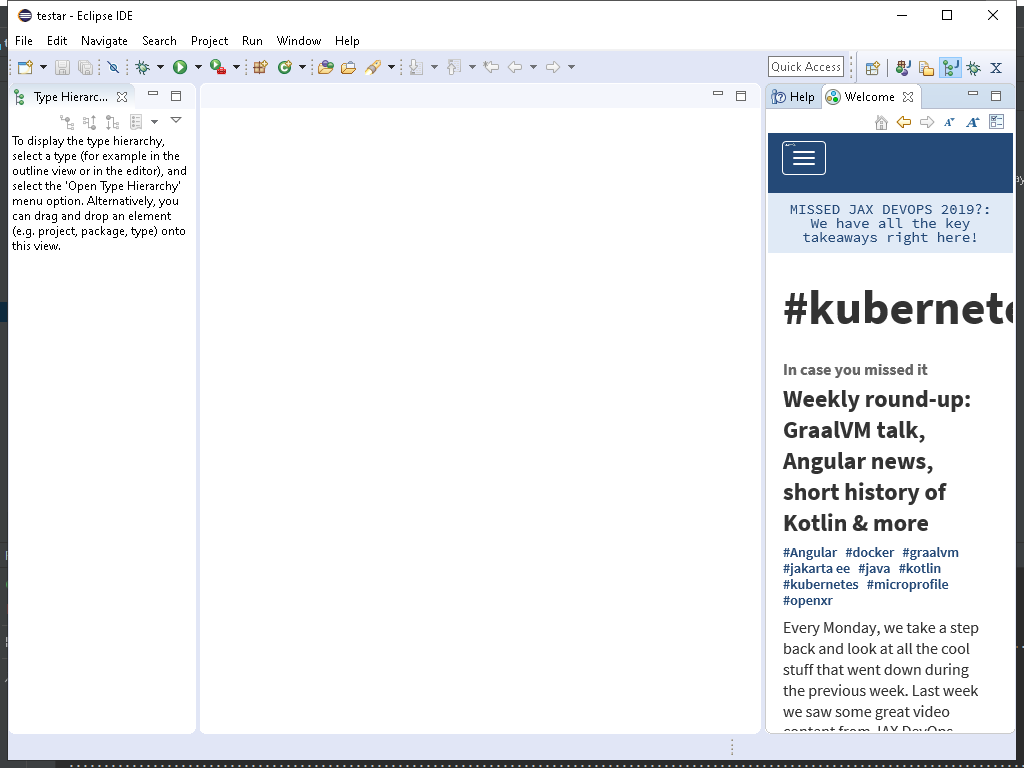 testar - Eclipse IDE
File Edit Navigate Search Project Run Window Help
Quick Access
Type Hierarc...
Help Welcome
To display the type hierarchy,
select a type (for example in the
outline view or in the editor), and
select the 'Open Type Hierarchy'
menu option. Alternatively, you
can drag and drop an element
(e.g. project, package, type) onto
this view.
MISSED JAX DEVOPS 2019?:
We have all the key
takeaways right here!
#kubernete
In case you missed it
Weekly round-up:
GraalVM talk,
Angular news,
short history of
Kotlin & more
#Angular #docker #graalvm
#jakarta ee #java #kotlin
#kubernetes #microprofile
#openxr
Every Monday, we take a step
back and look at all the cool
stuff that went down during
the previous week. Last week
we saw some great video
content from JAX DevOps